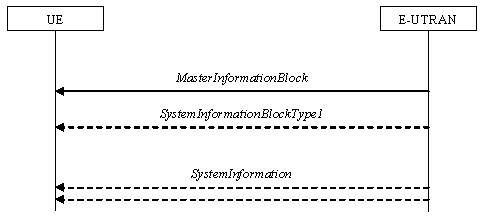 UE
E-UTRAN
MasterInformationBlock
SystemInformationBlockType1
SystemInformation